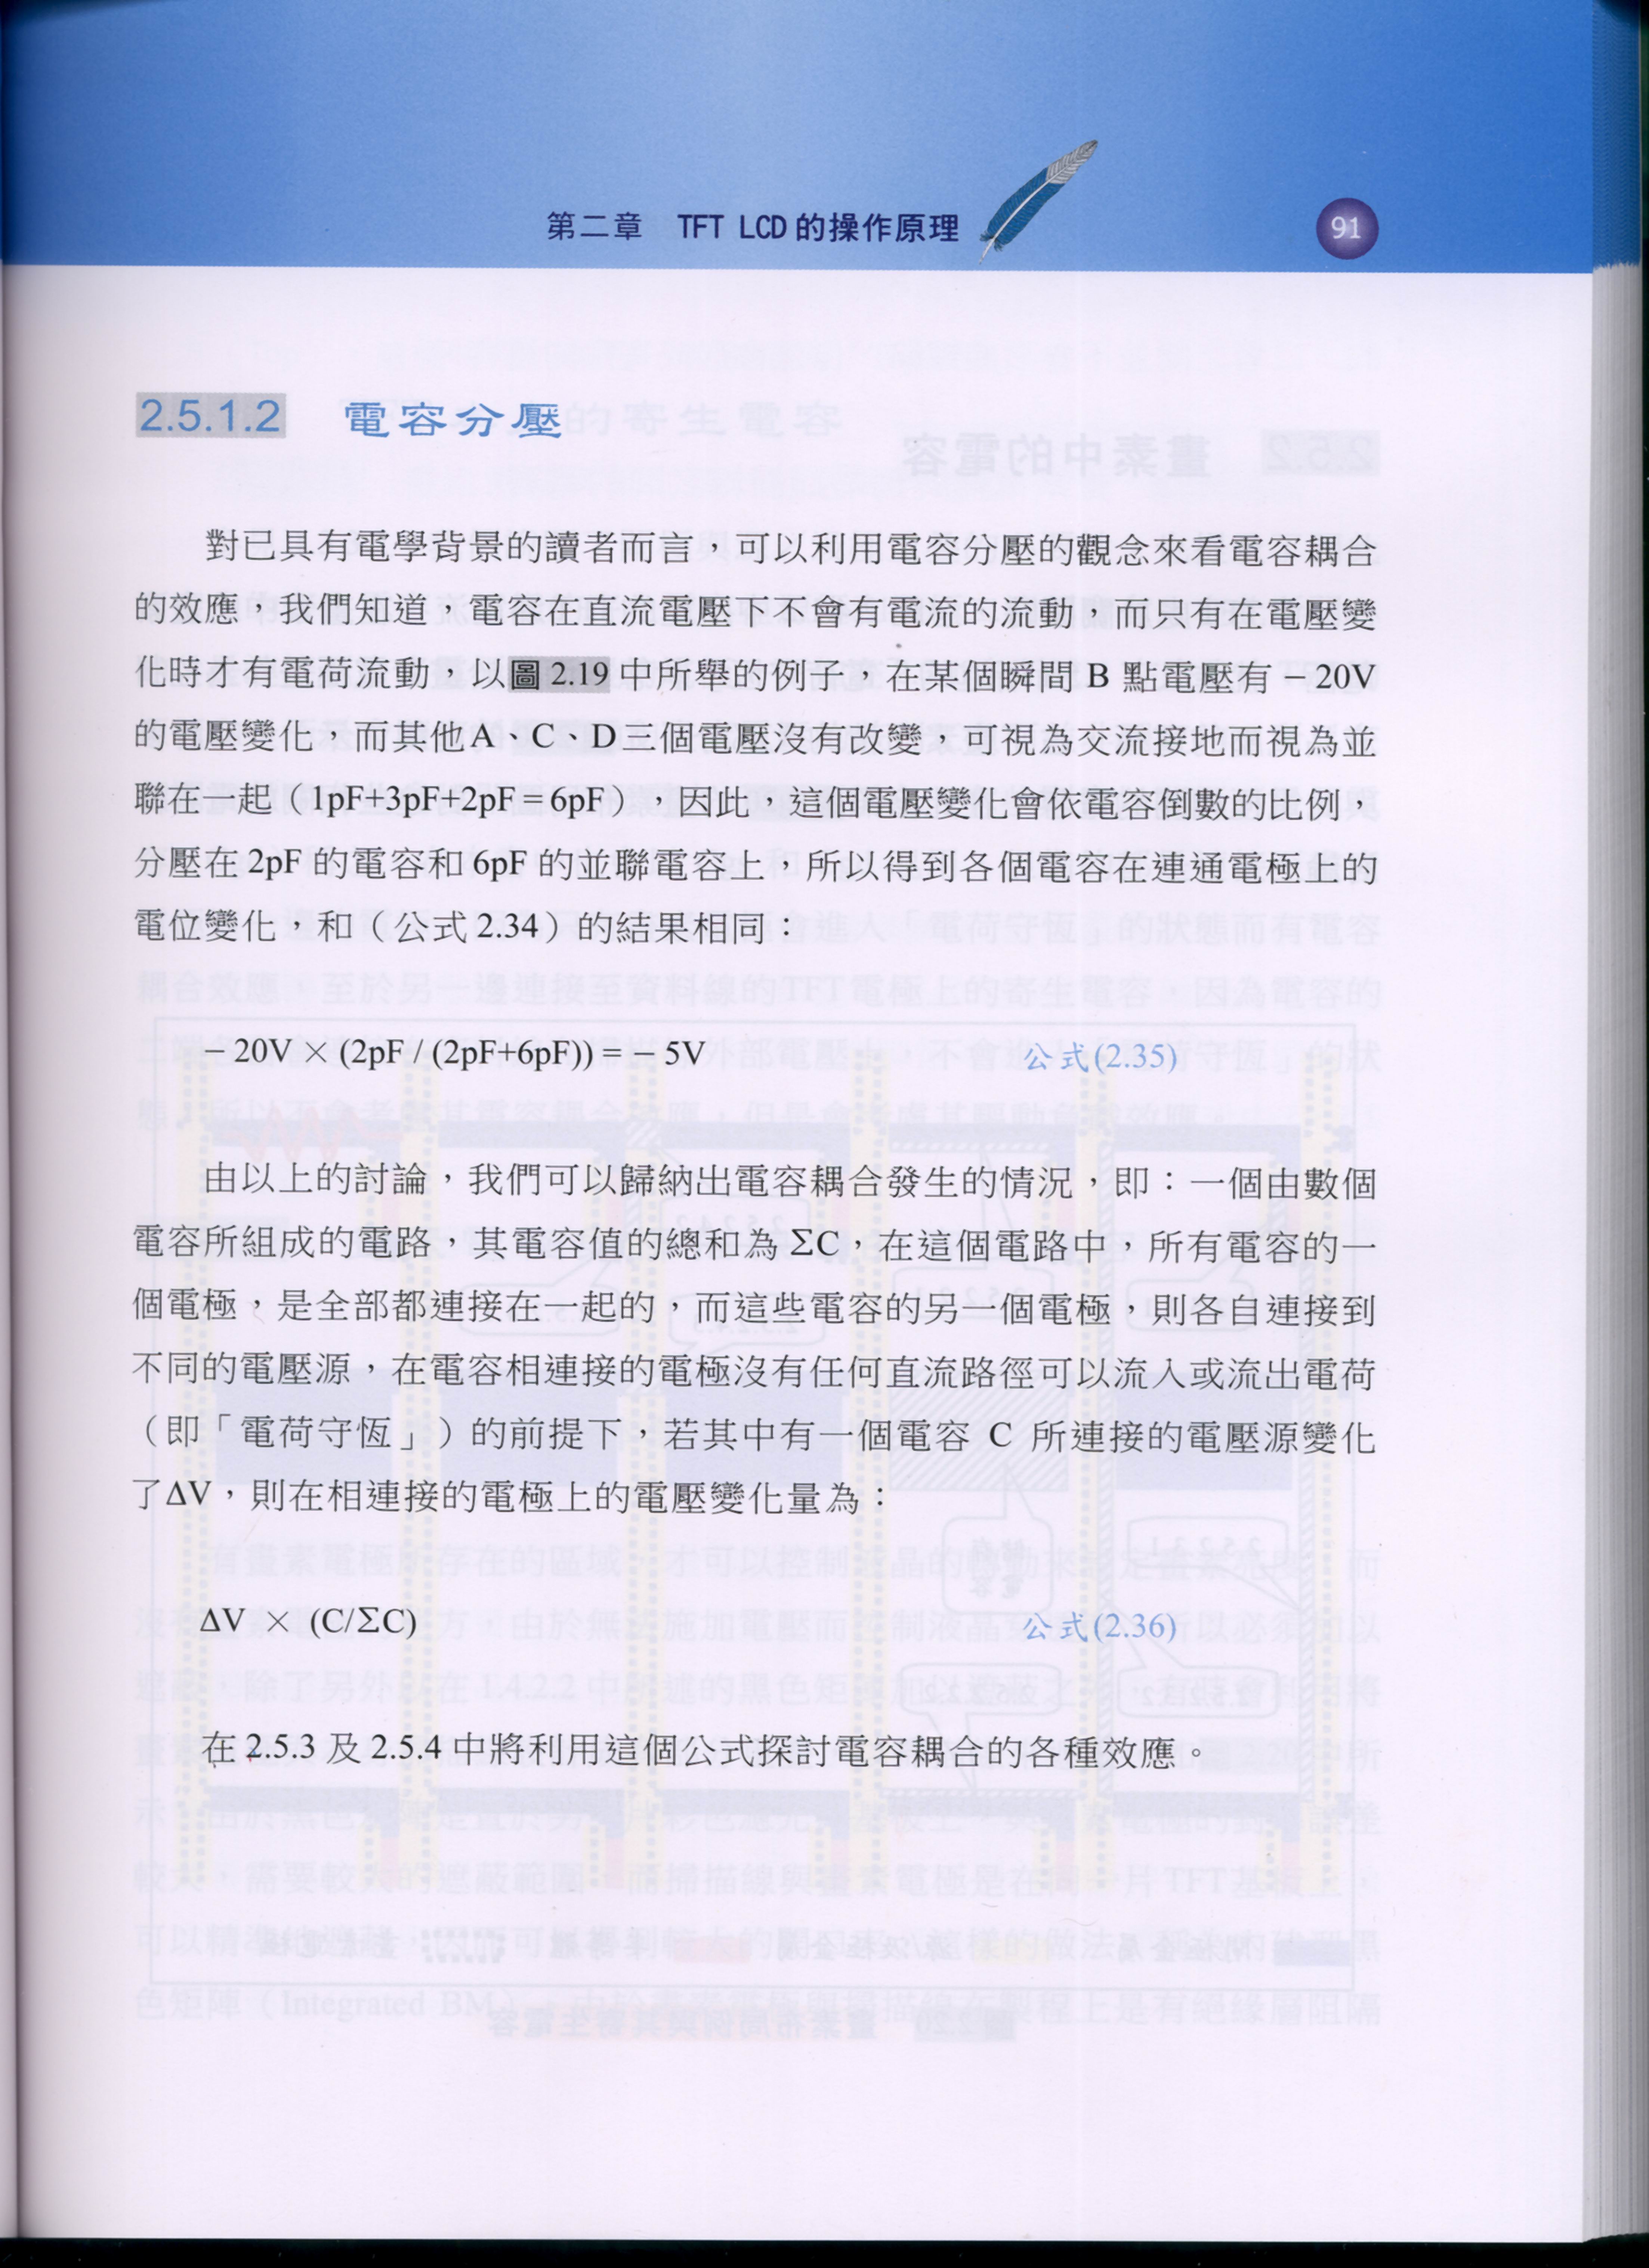 第二章 TFT LCD的操作原理
91
2.5.1.2 電容分壓
對已具有電學背景的讀者而言，可以利用電容分壓的觀念來看電容耦合
的效應，我們知道，電容在直流電壓下不會有電流的流動，而只有在電壓變
化時才有電荷流動，以圖 2.19 中所舉的例子，在某個瞬間 B 點電壓有－20V
的電壓變化，而其他A、C、D三個電壓沒有改變，可視為交流接地而視為並
聯在一起（1pF+3pF+2pF＝6pF），因此，這個電壓變化會依電容倒數的比例，
分壓在 2pF 的電容和 6pF 的並聯電容上，所以得到各個電容在連通電極上的
電位變化，和（公式 2.34）的結果相同：
－20V × (2pF / (2pF+6pF)) = －5V 公式(2.35)
由以上的討論，我們可以歸納出電容耦合發生的情況，即：一個由數個
電容所組成的電路，其電容值的總和為 ΣC，在這個電路中，所有電容的一
個電極，是全部都連接在一起的，而這些電容的另一個電極，則各自連接到
不同的電壓源，在電容相連接的電極沒有任何直流路徑可以流入或流出電荷
（即「電荷守恆」）的前提下，若其中有一個電容 C 所連接的電壓源變化
了ΔV，則在相連接的電極上的電壓變化量為：
ΔV × (C/ΣC) 公式(2.36)
在 2.5.3 及 2.5.4 中將利用這個公式探討電容耦合的各種效應。